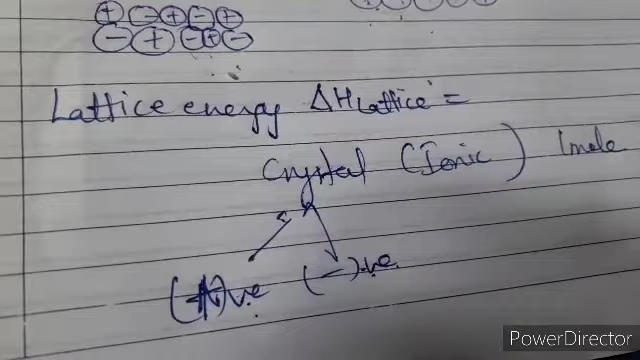 ⊕ ⊖ ⊕ ⊖ ⊕
⊖ ⊕ ⊖ ⊕ ⊖
Lattice energy ΔHLattice =
Crystal (Ionic) 1mole
(+)ve (-)ve
PowerDirector